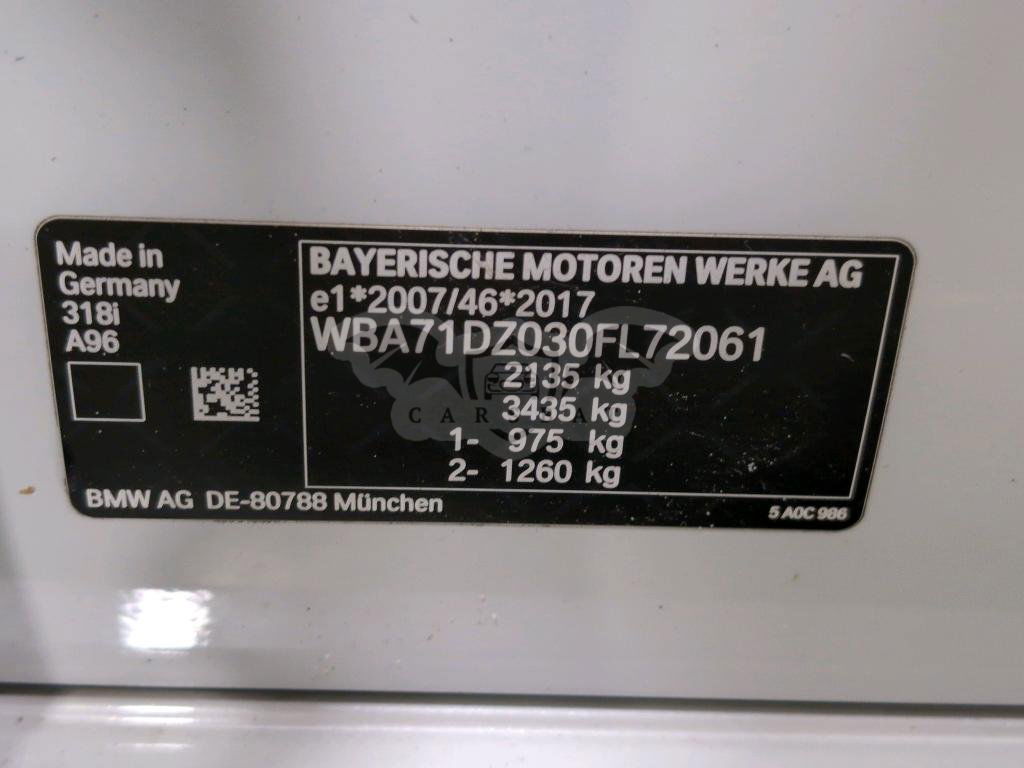 Made in
Germany
318i
A96
BAYERISCHE MOTOREN WERKE AG
e1*2007/46*2017
WBA71DZ030FL72061
2135 kg
3435 kg
1- 975 kg
2- 1260 kg
BMW AG DE-80788 München
5 A0C 986